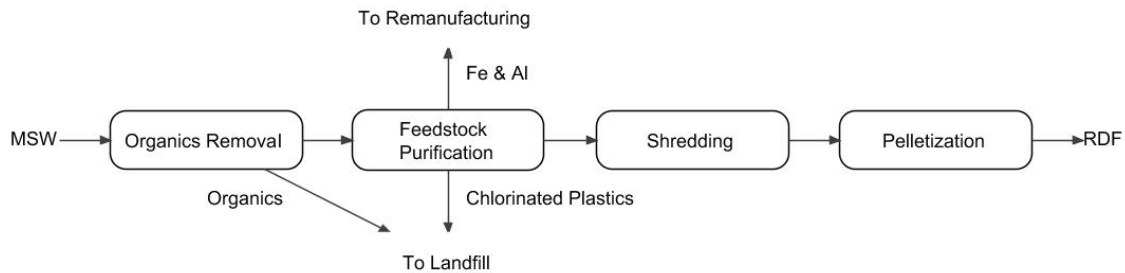 To Remanufacturing
Fe & Al
MSW
Organics Removal
Feedstock
Purification
Shredding
Pelletization
RDF
Organics
Chlorinated Plastics
To Landfill